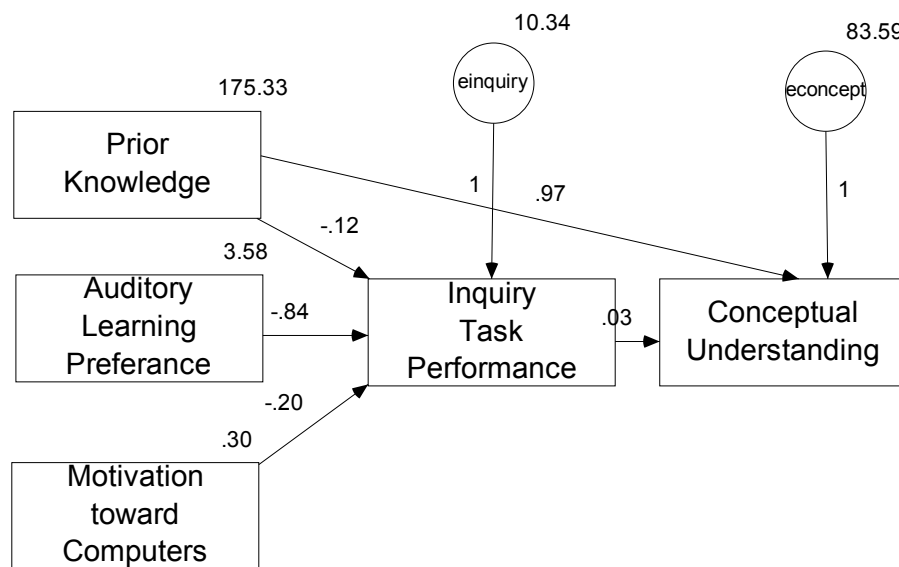 10.34
83.59
einquiry
econcept
175.33
Prior
Knowledge
1
.97
1
-.12
3.58
Auditory
Learning
Preferance
-.84
Inquiry
Task
Performance
.03
Conceptual
Understanding
-.20
.30
Motivation
toward
Computers